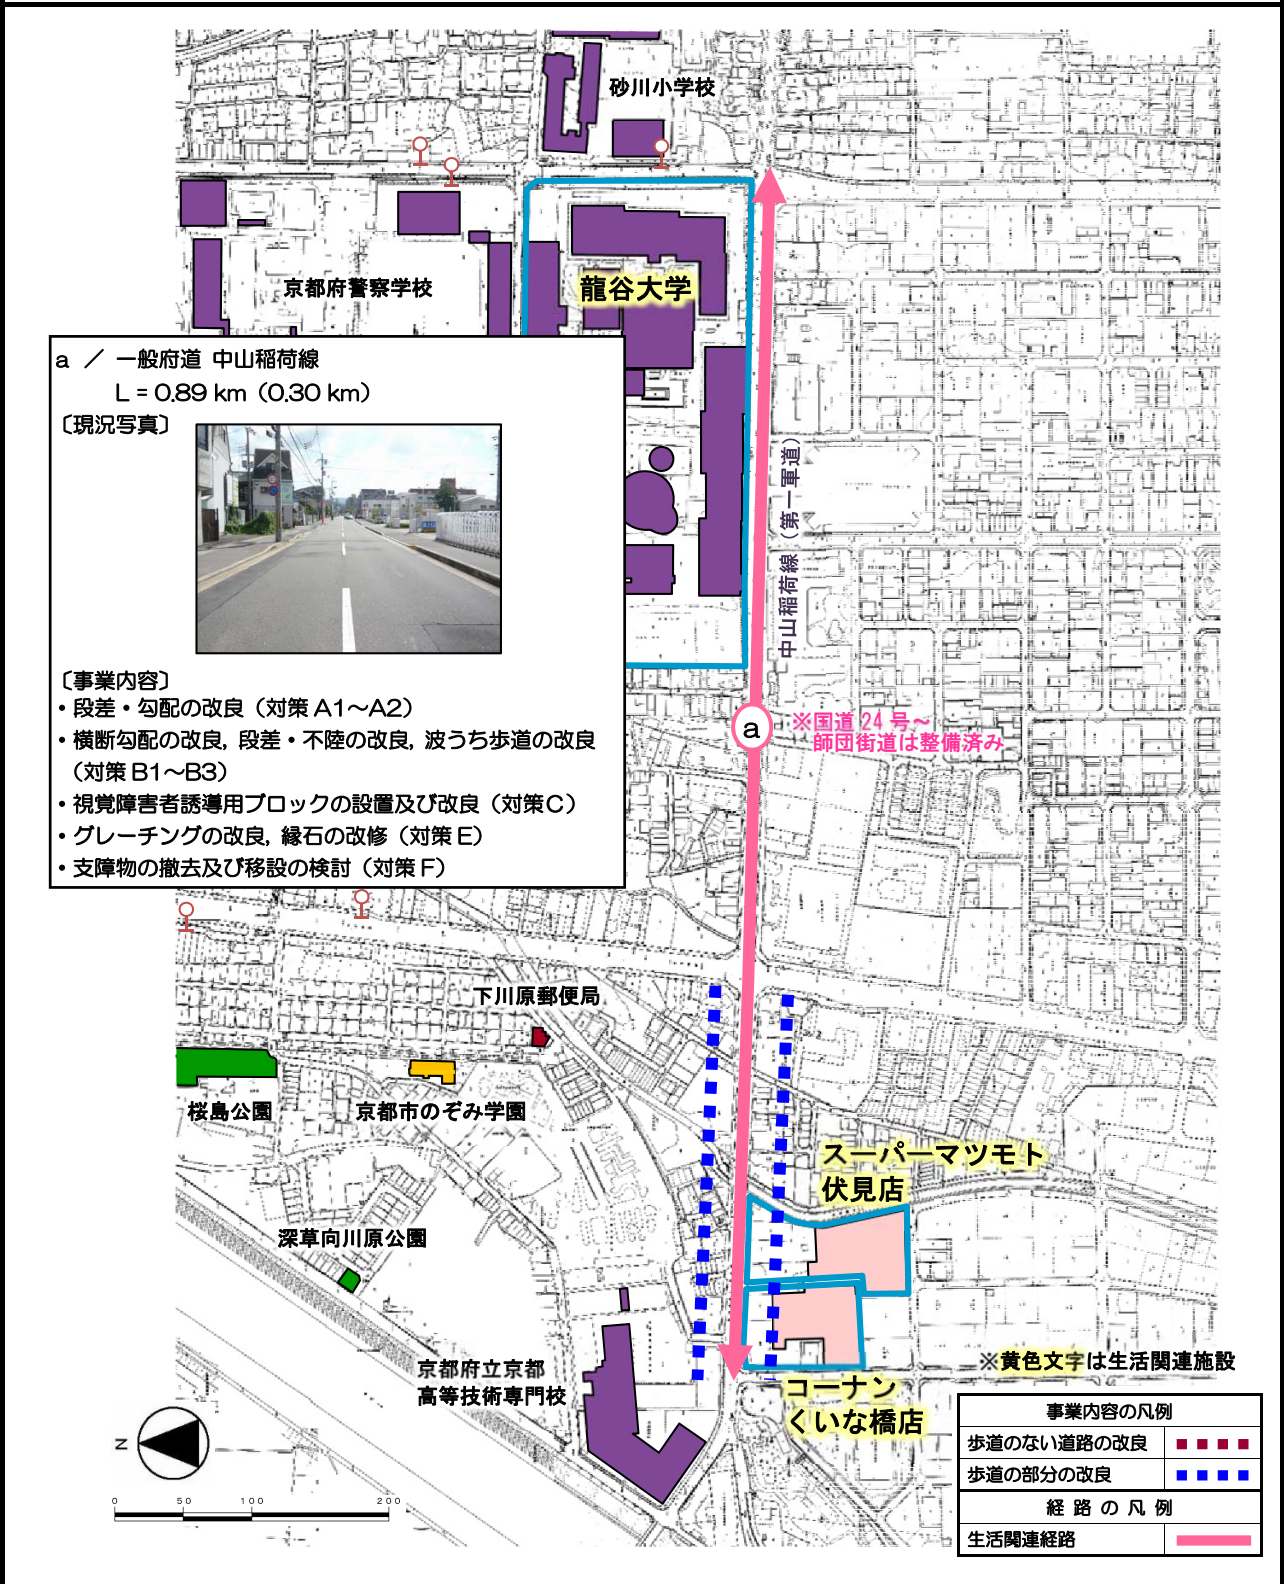 砂川小学校
京都府警察学校
龍谷大学
a ／ 一般府道 中山稲荷線
L = 0.89 km（0.30 km）
〔現況写真〕
中山稲荷線（第一軍道）
〔事業内容〕
・段差・勾配の改良（対策 A1～A2）
・横断勾配の改良, 段差・不陸の改良, 波うち歩道の改良
（対策 B1～B3）
・視覚障害者誘導用ブロックの設置及び改良（対策C）
・グレーチングの改良, 縁石の改修（対策 E）
・支障物の撤去及び移設の検討（対策 F）
a
※国道 24 号～
師団街道は整備済み
下川原郵便局
桜島公園
京都市のぞみ学園
スーパーマツモト
伏見店
深草向川原公園
京都府立京都
高等技術専門校
コーナン
くいな橋店
※黄色文字は生活関連施設
事業内容の凡例
歩道のない道路の改良
歩道の部分の改良
経 路 の 凡 例
生活関連経路
N
0 50 100 200